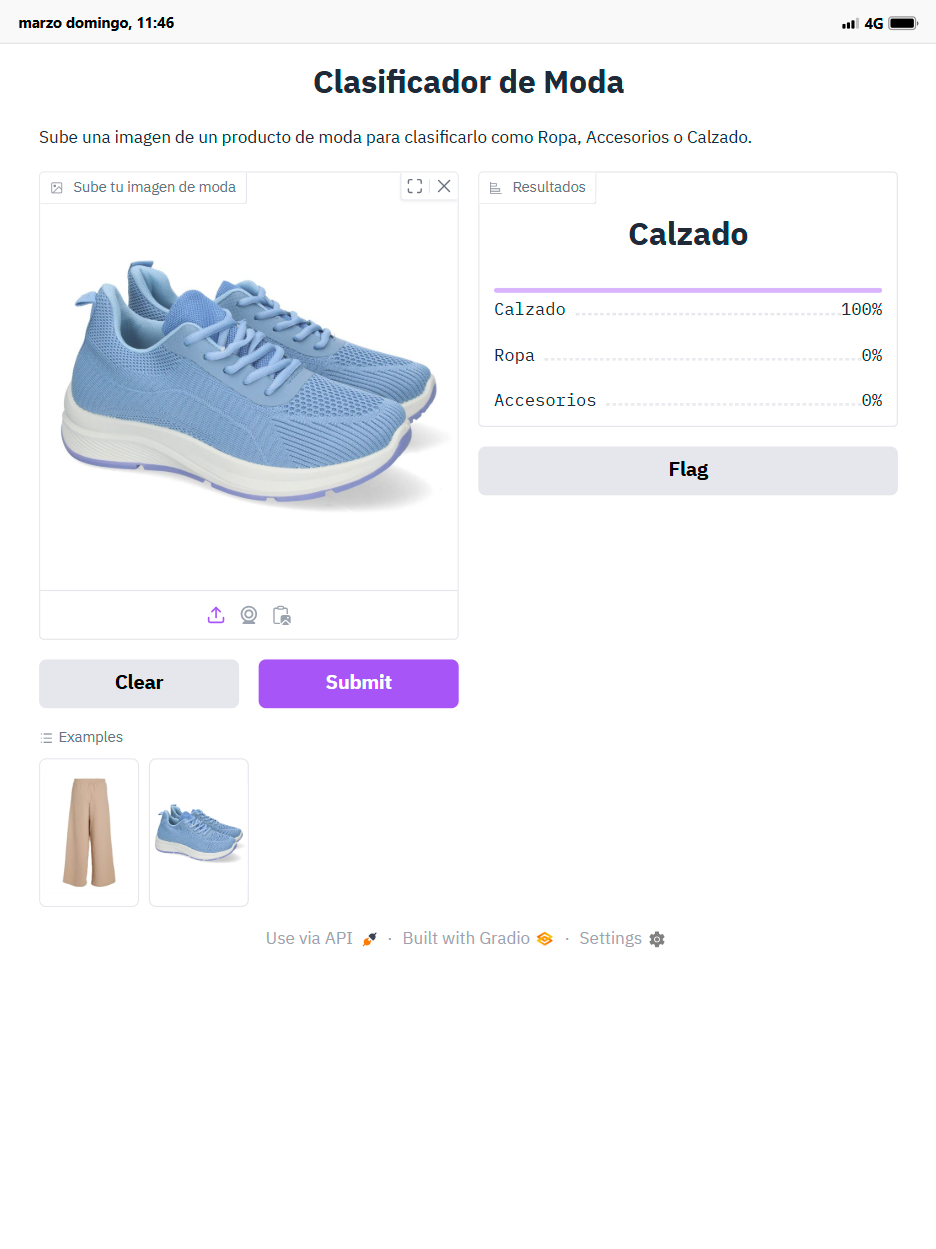 marzo domingo, 11:46
4G
Clasificador de Moda
Sube una imagen de un producto de moda para clasificarlo como Ropa, Accesorios o Calzado.
Sube tu imagen de moda
Resultados
Calzado
Calzado 100%
Ropa 0%
Accesorios 0%
Flag
Clear
Submit
Examples
Use via API · Built with Gradio · Settings